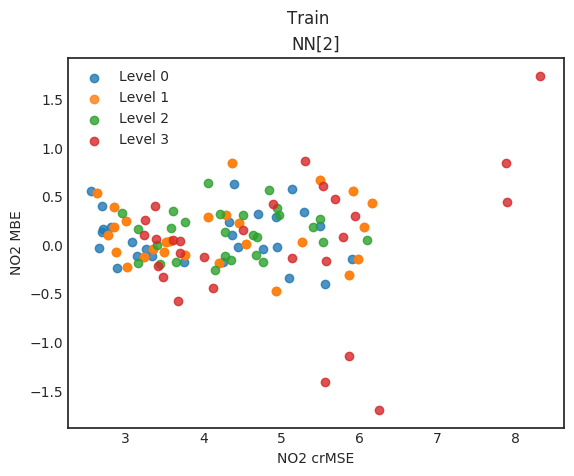 Train
NN[2]
Level 0
Level 1
Level 2
Level 3
1.5
1.0
0.5
0.0
−0.5
−1.0
−1.5
NO2 MBE
3 4 5 6 7 8
NO2 crMSE